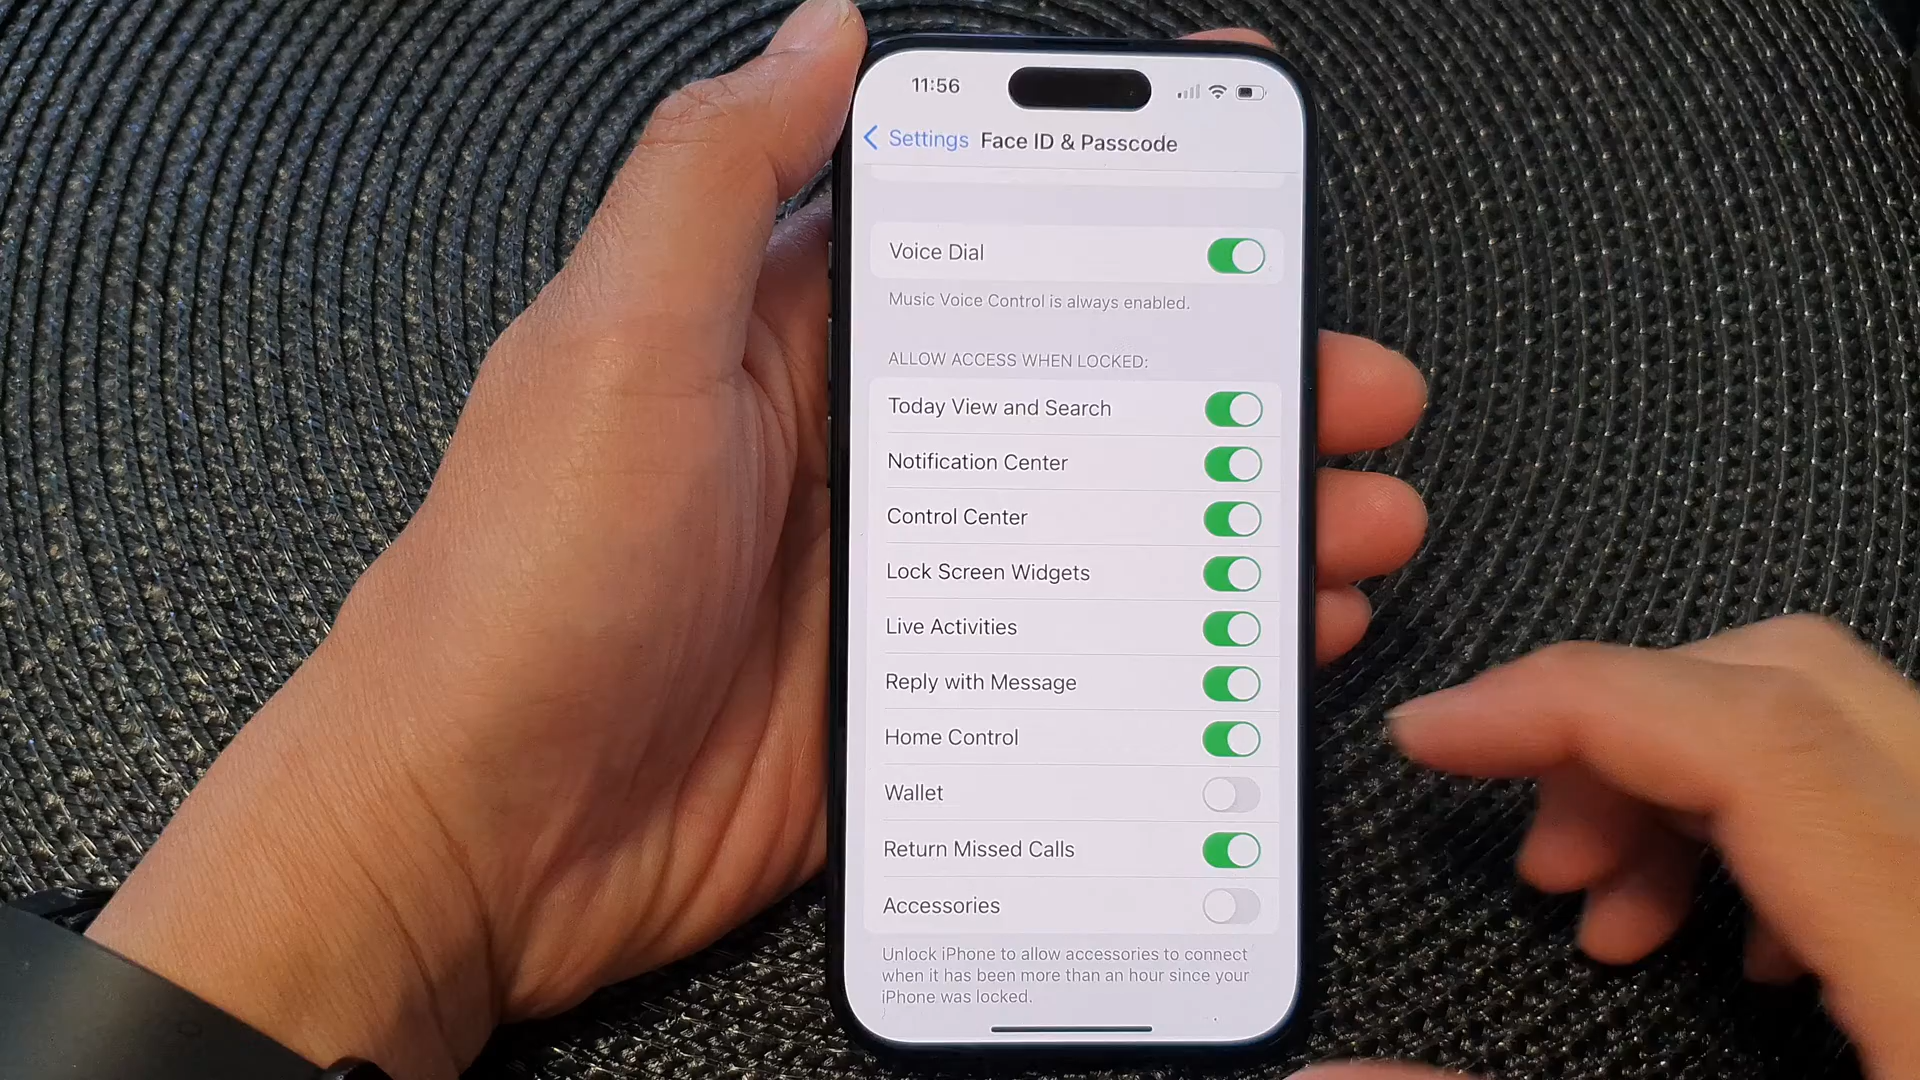 11:56
Settings Face ID & Passcode
Voice Dial
Music Voice Control is always enabled.
ALLOW ACCESS WHEN LOCKED:
Today View and Search
Notification Center
Control Center
Lock Screen Widgets
Live Activities
Reply with Message
Home Control
Wallet
Return Missed Calls
Accessories
Unlock iPhone to allow accessories to connect
when it has been more than an hour since your
iPhone was locked.